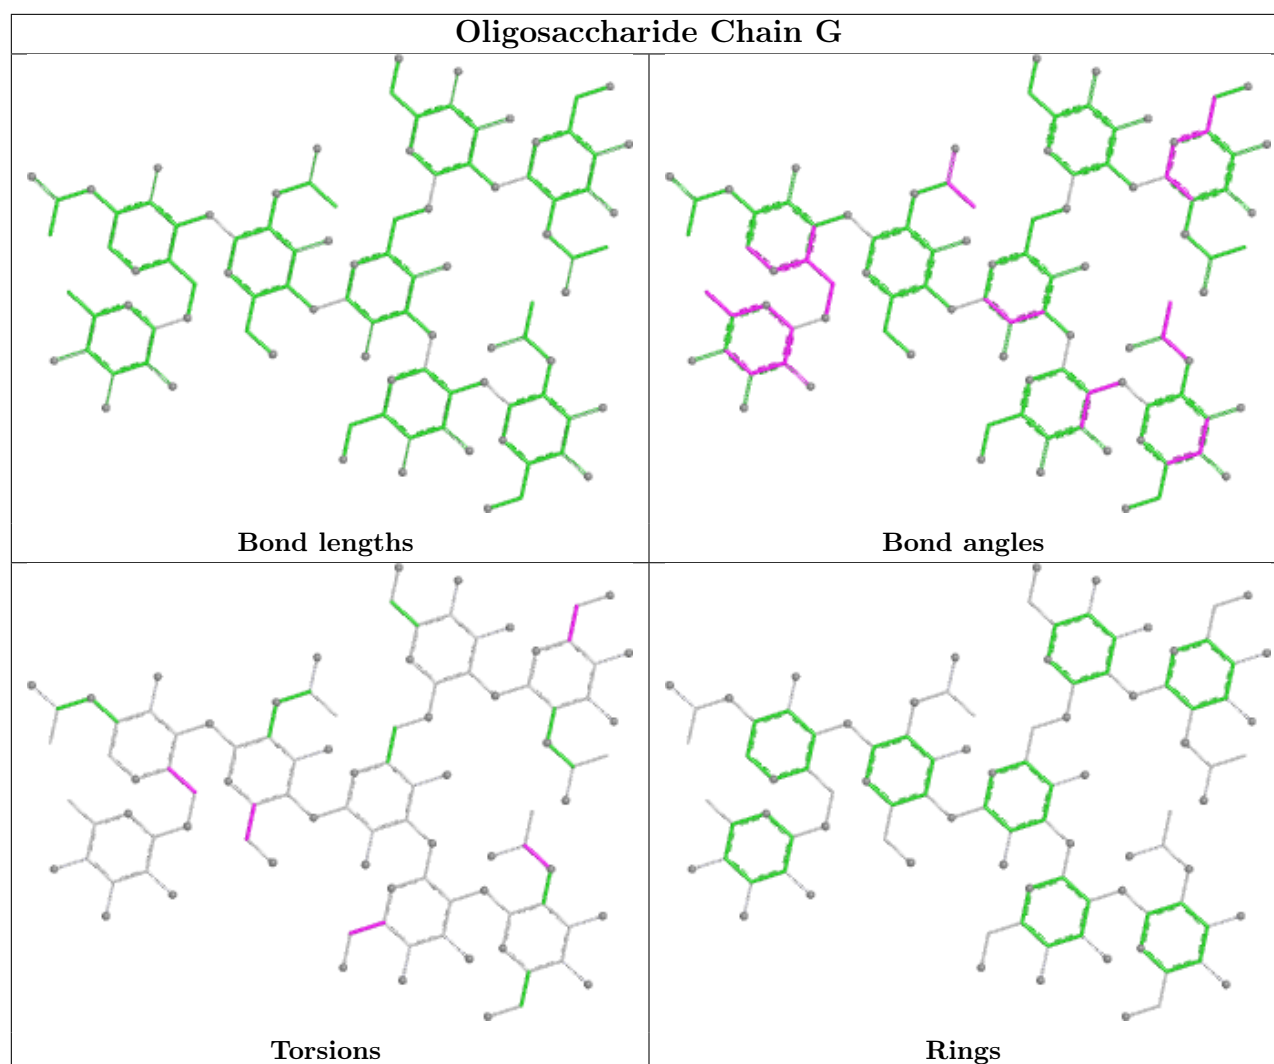 Oligosaccharide Chain G
Bond lengths
Bond angles
Torsions
Rings